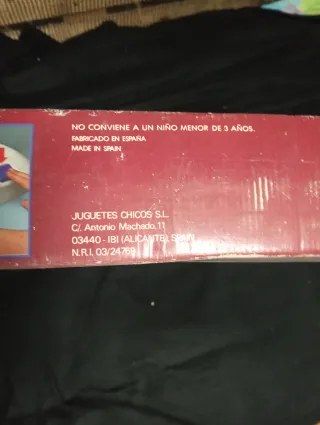 NO CONVIENE A UN NIÑO MENOR DE 3 AÑOS.
FABRICADO EN ESPAÑA
MADE IN SPAIN
JUGUETES CHICOS S.L.
C/. Antonio Machado, 11
03440 - IBI (ALICANTE) SPAIN
N.R.I. 03/24769